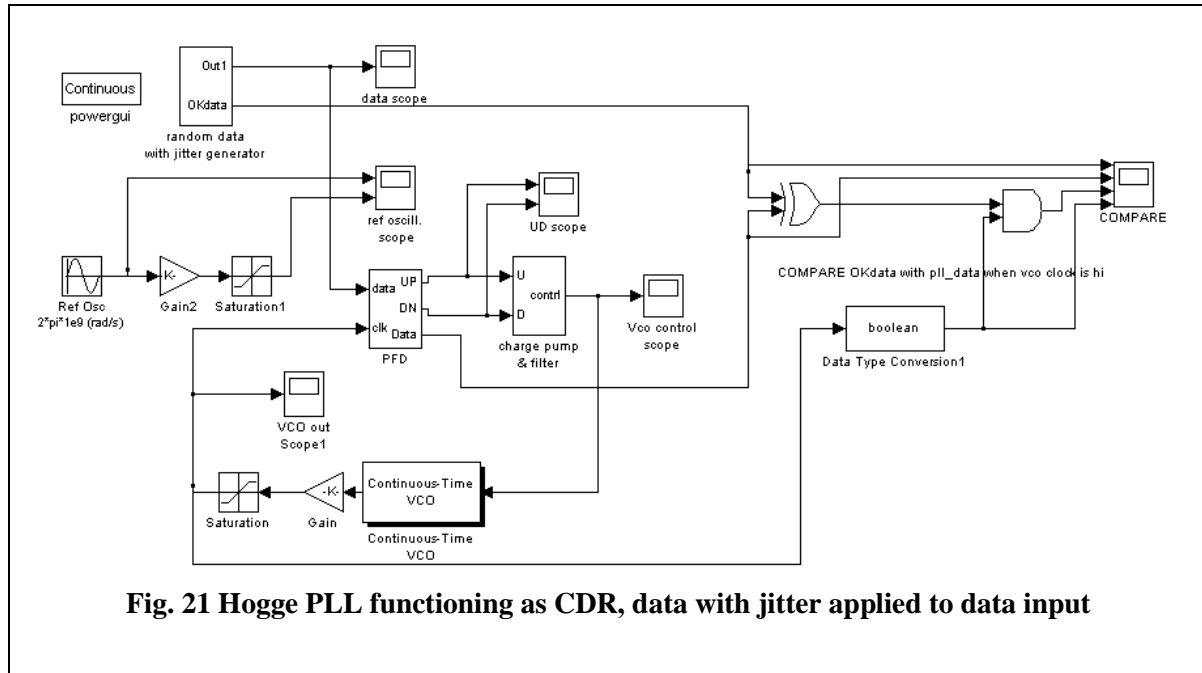 Continuous
powergui
Out1
OKdata
random data
with jitter generator
data scope
ref oscill.
scope
Ref Osc
2*pi*1e9 (rad/s)
K-
Gain2
Saturation1
data
clk
UP
DN
Data
PFD
UD scope
U
D
contrl
charge pump
& filter
Vco control
scope
COMPARE
COMPARE OKdata with pll_data when vco clock is hi
boolean
Data Type Conversion1
VCO out
Scope1
Saturation
-K-
Gain
Continuous-Time
VCO
Continuous-Time
VCO
Fig. 21 Hogge PLL functioning as CDR, data with jitter applied to data input